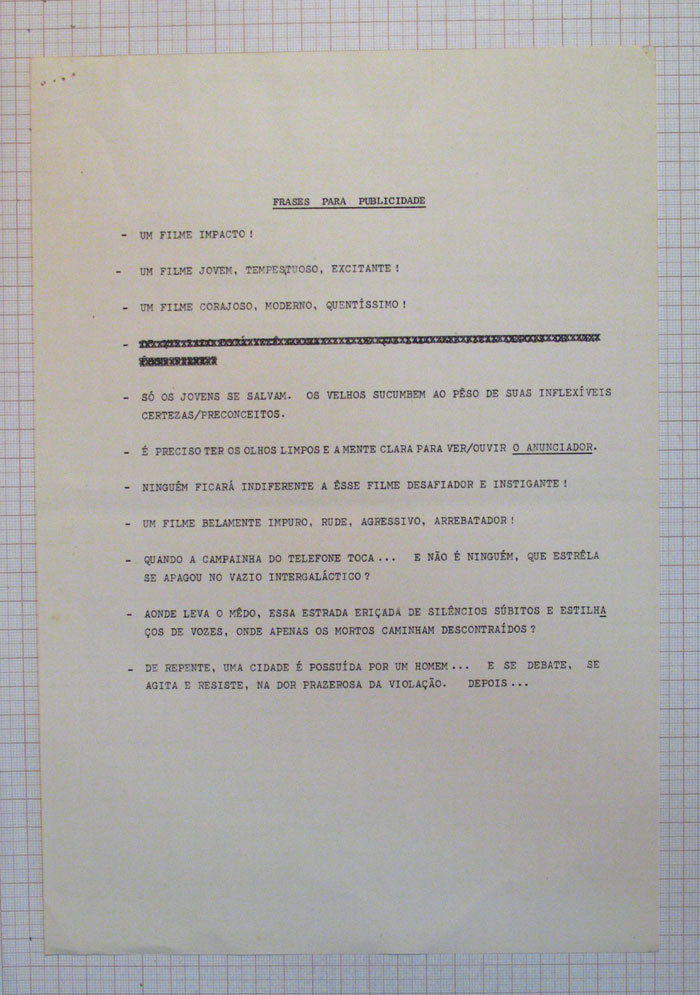 FRASES PARA PUBLICIDADE
- UM FILME IMPACTO!
- UM FILME JOVEM, TEMPESTUOSO, EXCITANTE!
- UM FILME CORAJOSO, MODERNO, QUENTÍSSIMO!
-
- SÓ OS JOVENS SE SALVAM. OS VELHOS SUCUMBEM AO PÊSO DE SUAS INFLEXÍVEIS
CERTEZAS/PRECONCEITOS.
- É PRECISO TER OS OLHOS LIMPOS E A MENTE CLARA PARA VER/OUVIR O ANUNCIADOR.
- NINGUÉM FICARÁ INDIFERENTE A ÊSSE FILME DESAFIADOR E INSTIGANTE!
- UM FILME BELAMENTE IMPURO, RUDE, AGRESSIVO, ARREBATADOR!
- QUANDO A CAMPAINHA DO TELEFONE TOCA... E NÃO É NINGUÉM, QUE ESTRÊLA
SE APAGOU NO VAZIO INTERGALÁCTICO?
- AONDE LEVA O MÊDO, ESSA ESTRADA ERIÇADA DE SILÊNCIOS SÚBITOS E ESTILHA
ÇOS DE VOZES, ONDE APENAS OS MORTOS CAMINHAM DESCONTRAÍDOS?
- DE REPENTE, UMA CIDADE É POSSUÍDA POR UM HOMEM... E SE DEBATE, SE
AGITA E RESISTE, NA DOR PRAZEROSA DA VIOLAÇÃO. DEPOIS...